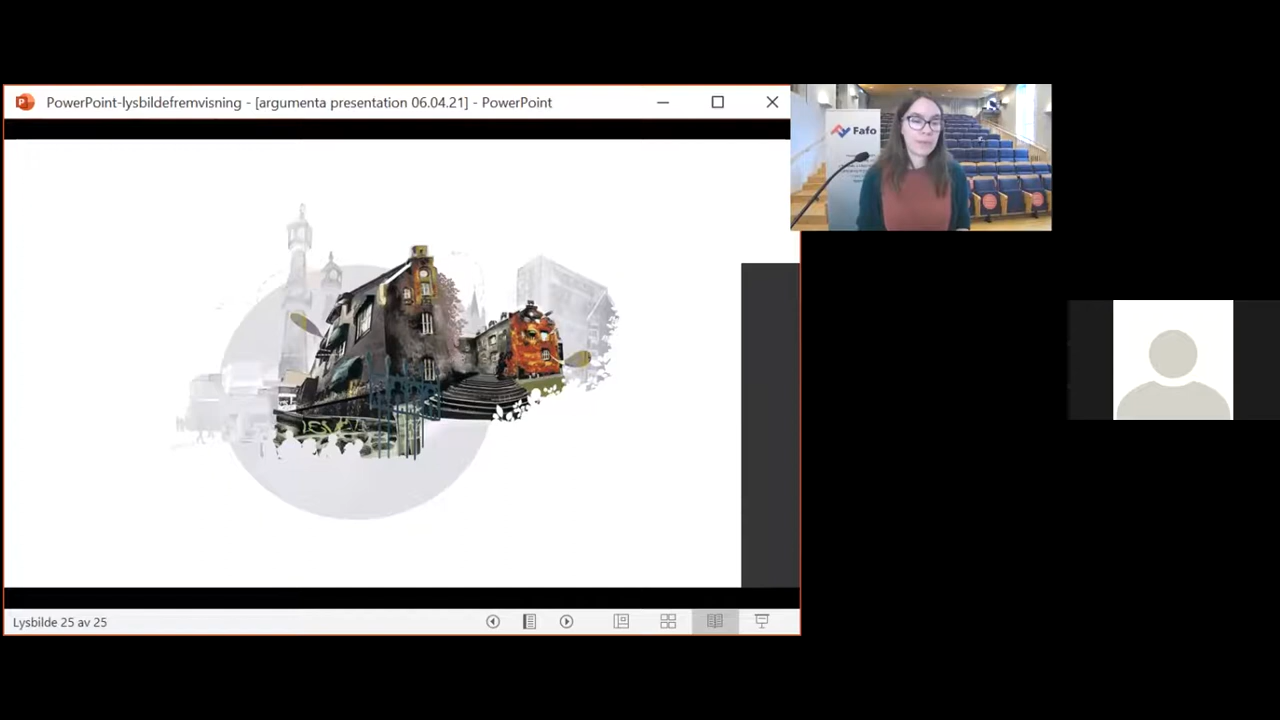 PowerPoint-lysbildefremvisning - [argumenta presentation 06.04.21] - PowerPoint
Fafo
Lysbilde 25 av 25